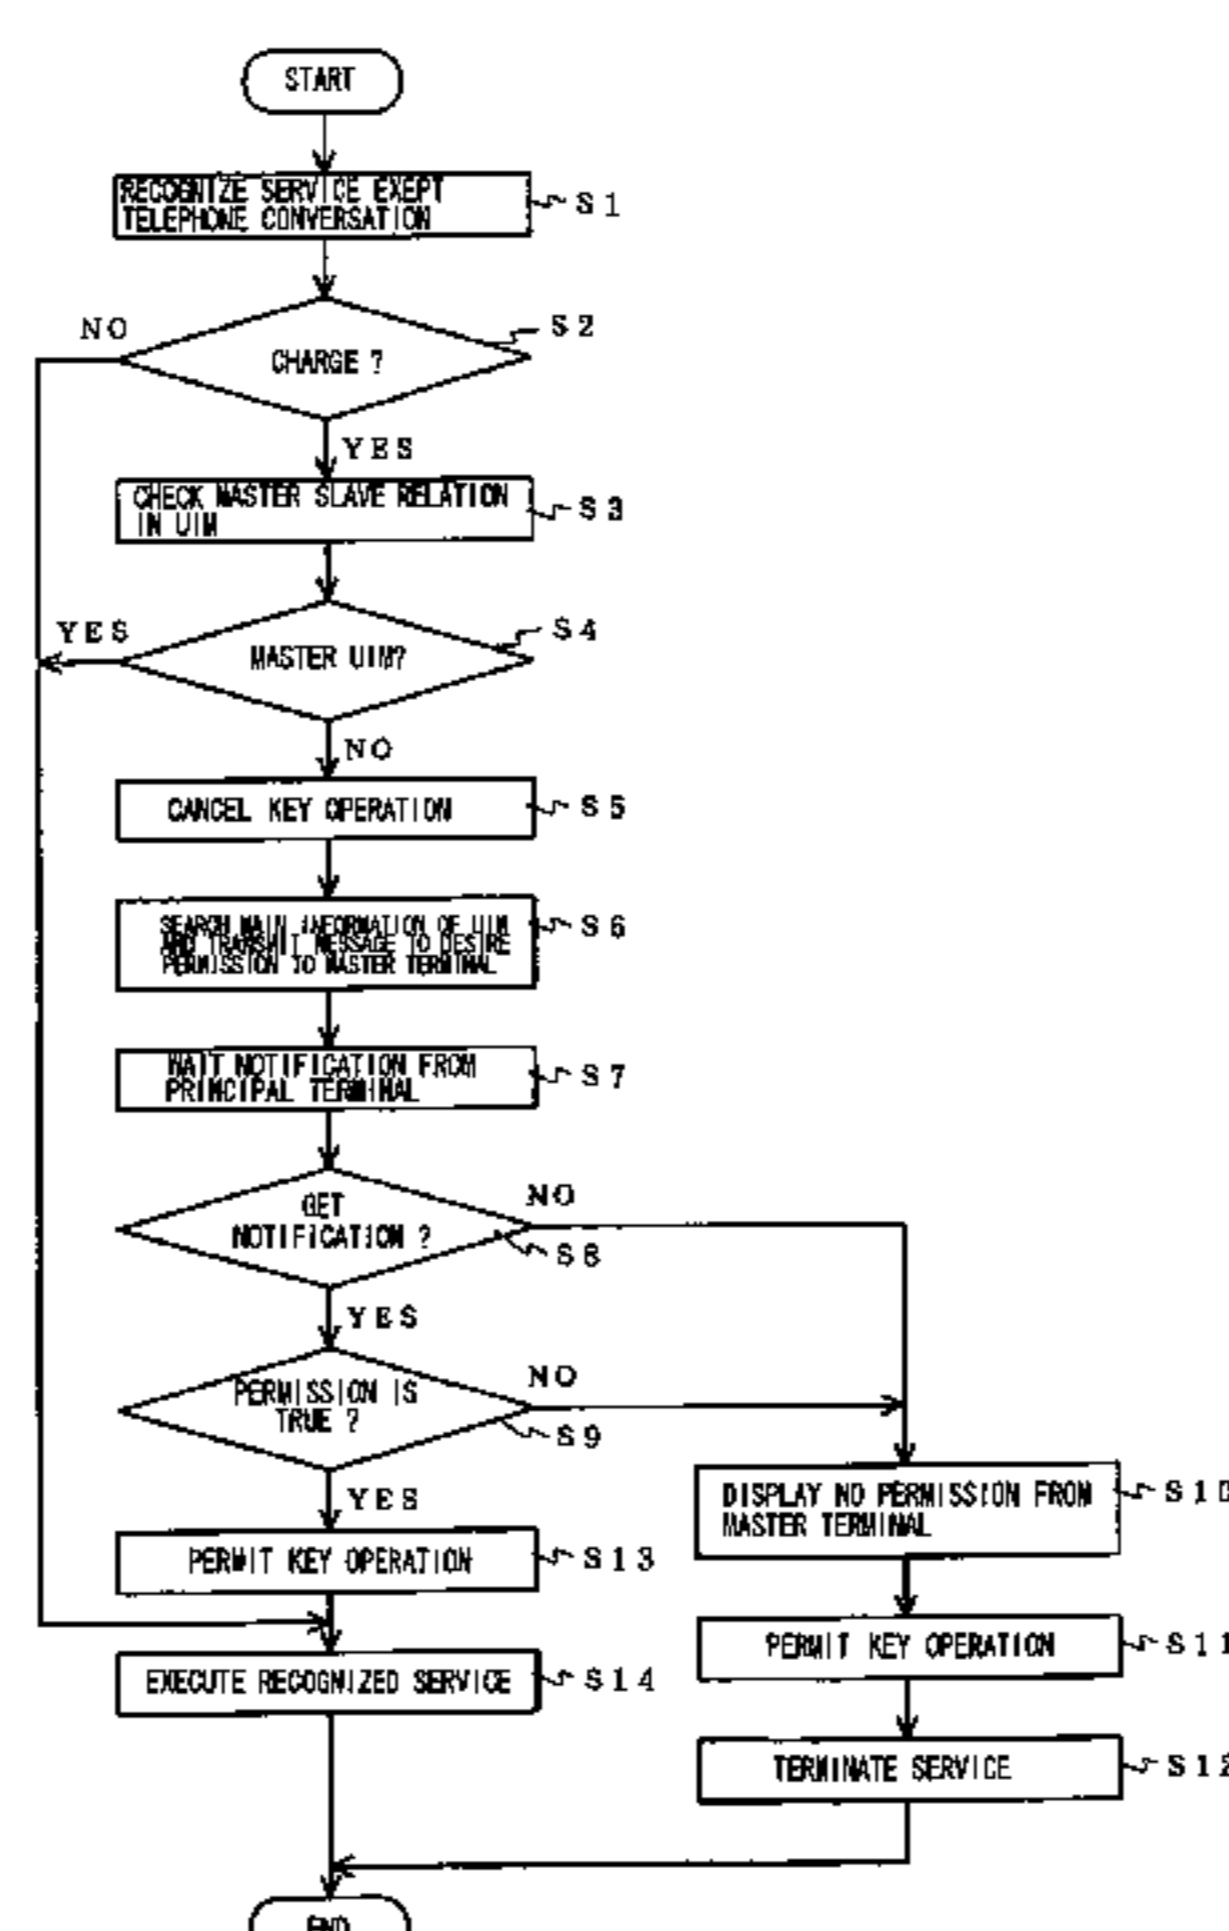 START
RECOGNIZE SERVICE EXEPT
TELEPHONE CONVERSATION
S1
NO
S2
CHARGE ?
YES
CHECK MASTER SLAVE RELATION
IN UIM
S3
YES
S4
MASTER UIM?
NO
CANCEL KEY OPERATION
S5
SEARCH MAIN INFORMATION OF UIM
AND TRANSMIT MESSAGE TO DESIRE
PERMISSION TO MASTER TERMINAL
S6
WAIT NOTIFICATION FROM
PRINCIPAL TERMINAL
S7
GET
NOTIFICATION ?
NO
S8
YES
PERMISSION IS
TRUE ?
NO
S9
YES
DISPLAY NO PERMISSION FROM
MASTER TERMINAL
S10
PERMIT KEY OPERATION
S13
PERMIT KEY OPERATION
S11
EXECUTE RECOGNIZED SERVICE
S14
TERMINATE SERVICE
S12
END